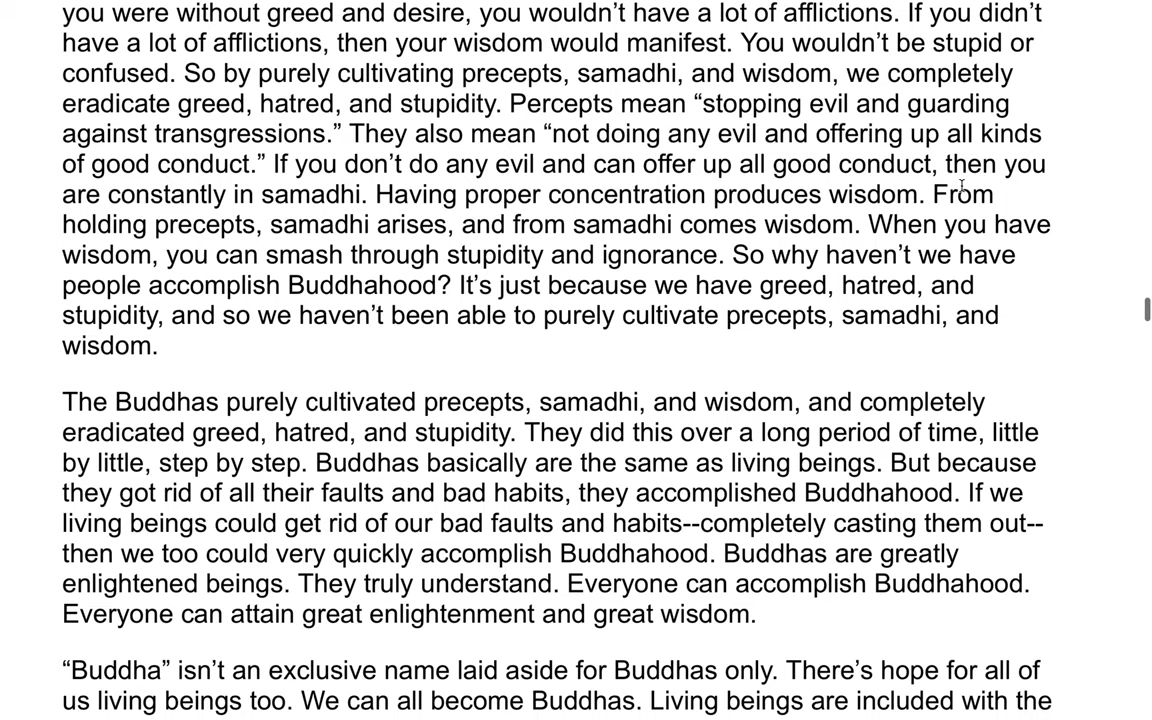 you were without greed and desire, you wouldn’t have a lot of afflictions. If you didn’t
have a lot of afflictions, then your wisdom would manifest. You wouldn’t be stupid or
confused. So by purely cultivating precepts, samadhi, and wisdom, we completely
eradicate greed, hatred, and stupidity. Percepts mean “stopping evil and guarding
against transgressions.” They also mean “not doing any evil and offering up all kinds
of good conduct.” If you don’t do any evil and can offer up all good conduct, then you
are constantly in samadhi. Having proper concentration produces wisdom. From
holding precepts, samadhi arises, and from samadhi comes wisdom. When you have
wisdom, you can smash through stupidity and ignorance. So why haven’t we have
people accomplish Buddhahood? It’s just because we have greed, hatred, and
stupidity, and so we haven’t been able to purely cultivate precepts, samadhi, and
wisdom.
The Buddhas purely cultivated precepts, samadhi, and wisdom, and completely
eradicated greed, hatred, and stupidity. They did this over a long period of time, little
by little, step by step. Buddhas basically are the same as living beings. But because
they got rid of all their faults and bad habits, they accomplished Buddhahood. If we
living beings could get rid of our bad faults and habits--completely casting them out--
then we too could very quickly accomplish Buddhahood. Buddhas are greatly
enlightened beings. They truly understand. Everyone can accomplish Buddhahood.
Everyone can attain great enlightenment and great wisdom.
“Buddha” isn’t an exclusive name laid aside for Buddhas only. There’s hope for all of
us living beings too. We can all become Buddhas. Living beings are included with the